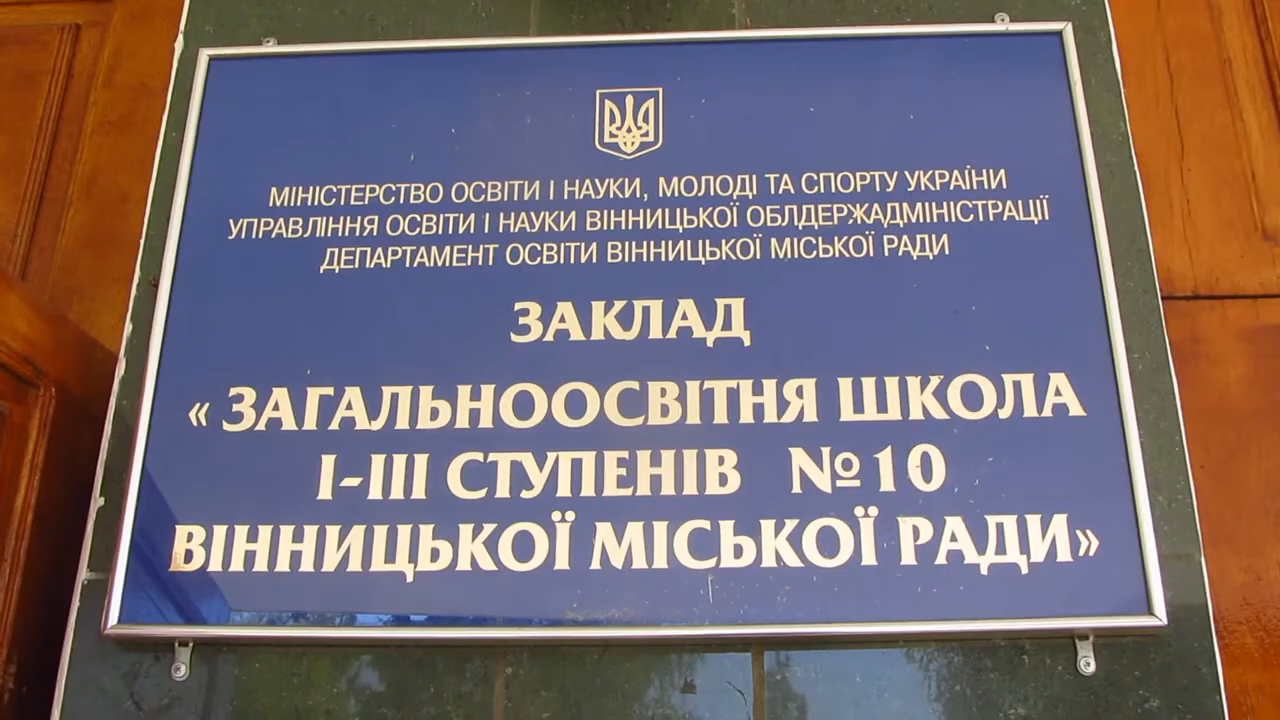 МІНІСТЕРСТВО ОСВІТИ І НАУКИ, МОЛОДІ ТА СПОРТУ УКРАЇНИ
УПРАВЛІННЯ ОСВІТИ І НАУКИ ВІННИЦЬКОЇ ОБЛДЕРЖАДМІНІСТРАЦІЇ
ДЕПАРТАМЕНТ ОСВІТИ ВІННИЦЬКОЇ МІСЬКОЇ РАДИ
ЗАКЛАД
« ЗАГАЛЬНООСВІТНЯ ШКОЛА
І-ІІІ СТУПЕНІВ №10
ВІННИЦЬКОЇ МІСЬКОЇ РАДИ»